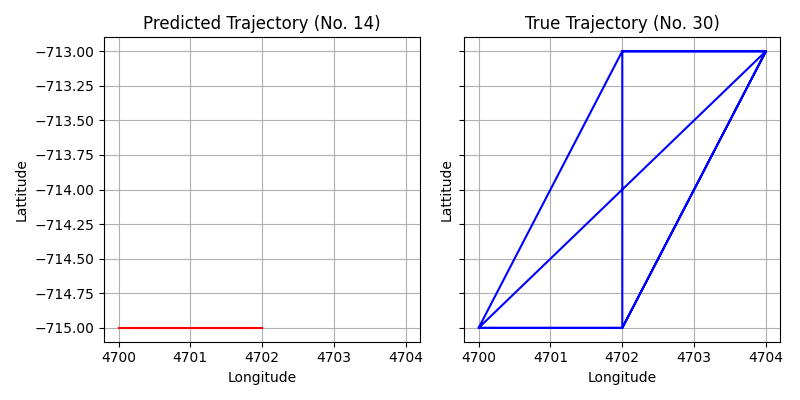 Predicted Trajectory (No. 14)
True Trajectory (No. 30)
−713.00
−713.25
−713.50
−713.75
−714.00
−714.25
−714.50
−714.75
−715.00
Lattitude
Lattitude
4700 4701 4702 4703 4704
4700 4701 4702 4703 4704
Longitude
Longitude